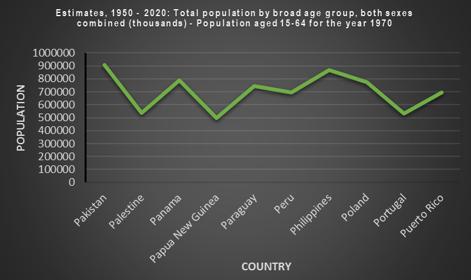 Estimates, 1950 - 2020: Total population by broad age group, both sexes
combined (thousands) - Population aged 15-64 for the year 1970
POPULATION
1000000
900000
800000
700000
600000
500000
400000
300000
200000
100000
0
Pakistan
Palestine
Panama
Papua New Guinea
Paraguay
Peru
Philippines
Poland
Portugal
Puerto Rico
COUNTRY